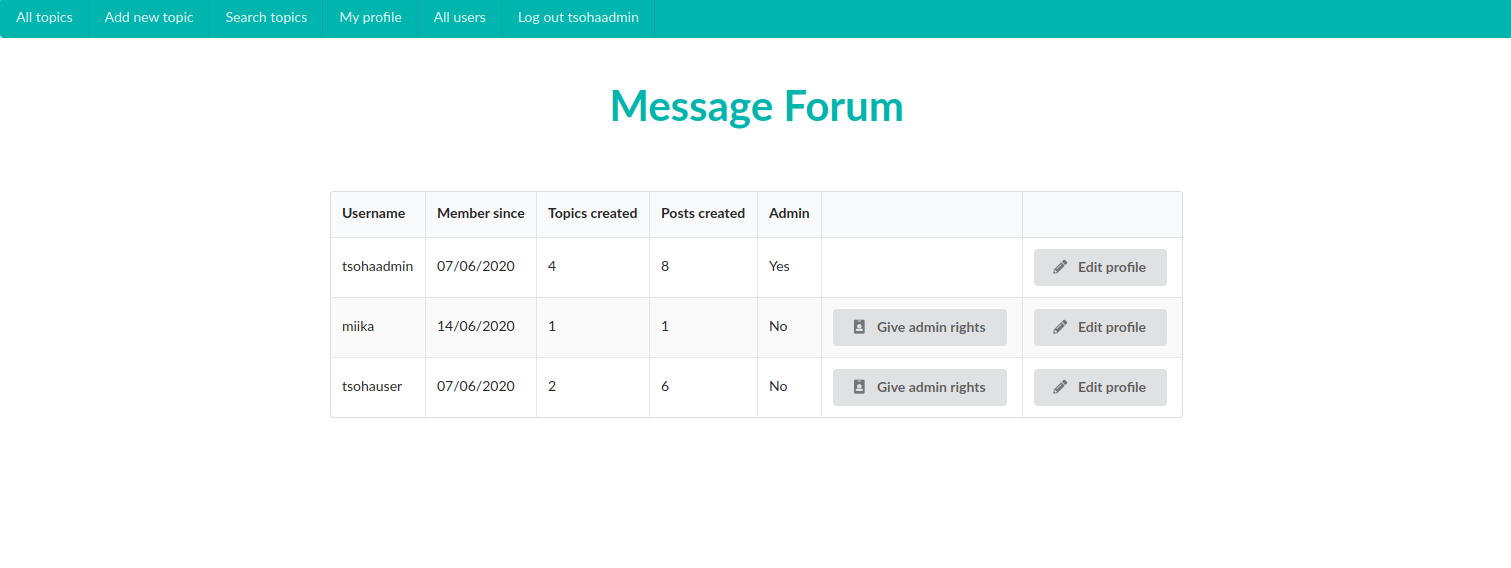 All topics Add new topic Search topics My profile All users Log out tsohaadmin
Message Forum
Username Member since Topics created Posts created Admin
tsohaadmin 07/06/2020 4 8 Yes Edit profile
miika 14/06/2020 1 1 No Give admin rights Edit profile
tsohauser 07/06/2020 2 6 No Give admin rights Edit profile